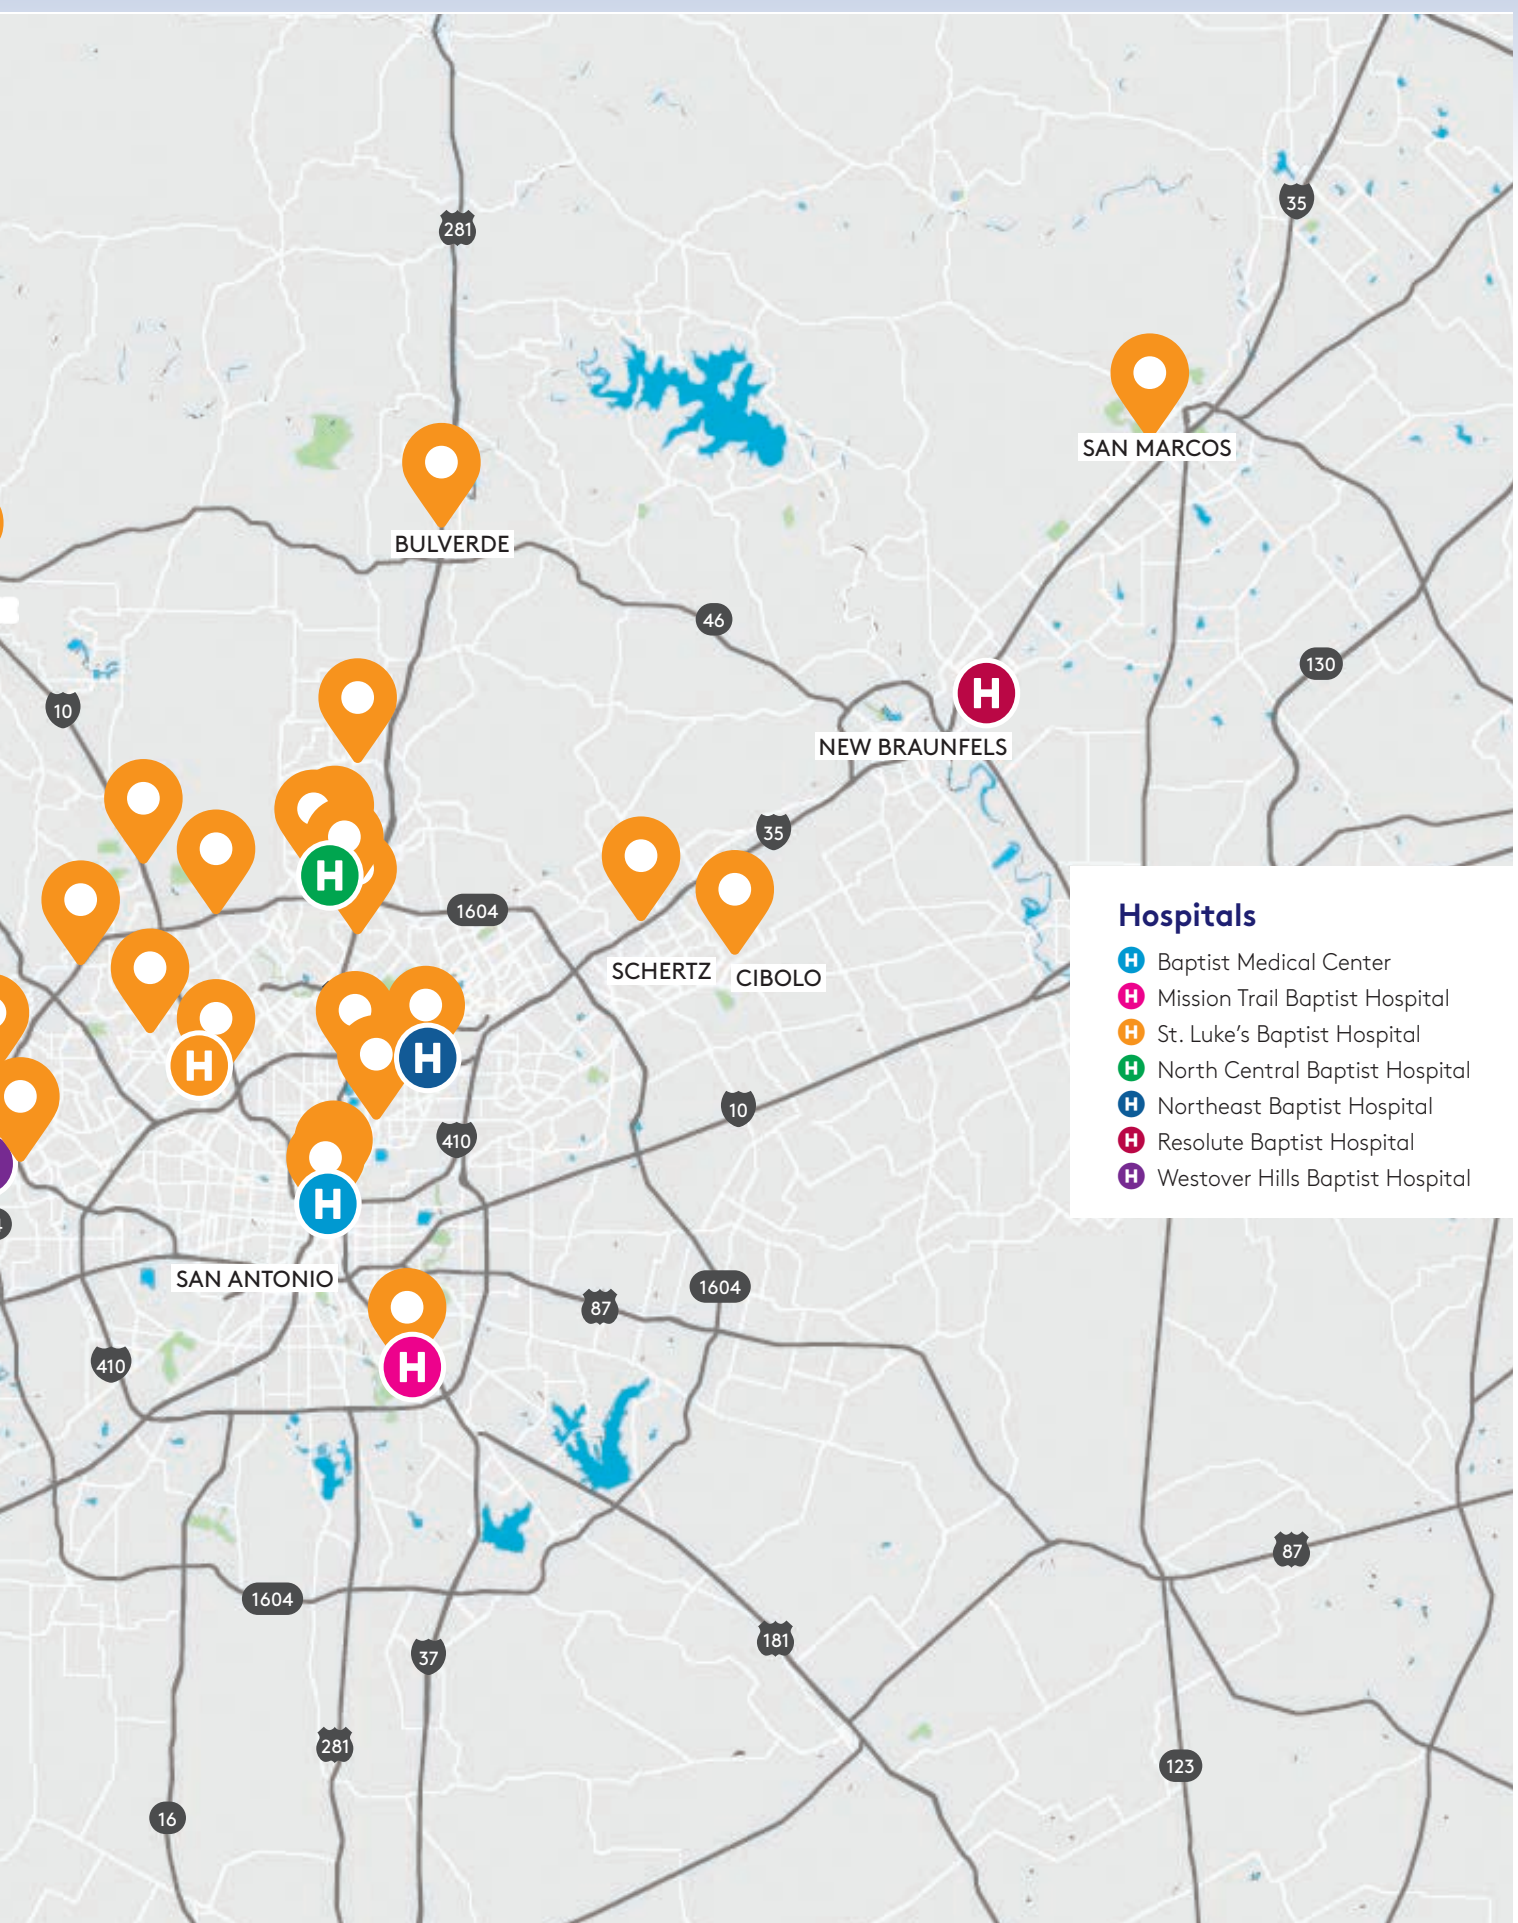 35
281
SAN MARCOS
BULVERDE
46
130
10
H
NEW BRAUNFELS
35
H
1604
SCHERTZ
CIBOLO
Hospitals
H Baptist Medical Center
H Mission Trail Baptist Hospital
H St. Luke's Baptist Hospital
H North Central Baptist Hospital
H Northeast Baptist Hospital
H Resolute Baptist Hospital
H Westover Hills Baptist Hospital
H
H
10
410
H
SAN ANTONIO
1604
87
410
H
87
1604
181
37
281
123
16